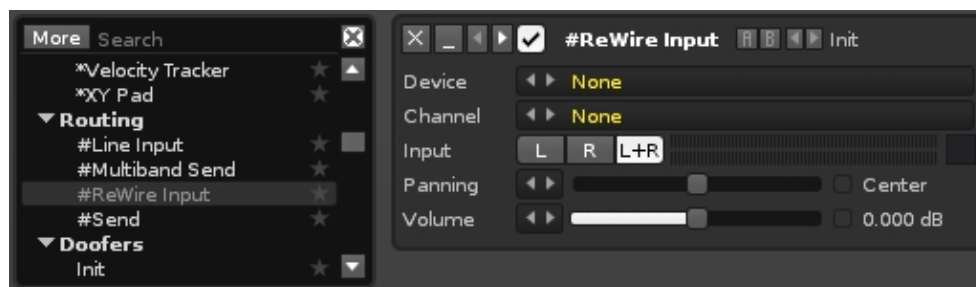 More Search
*Velocity Tracker
*XY Pad
Routing
#Line Input
#Multiband Send
#ReWire Input
#Send
Doofers
Init
#ReWire Input A B Init
Device None
Channel None
Input L R L+R
Panning Center
Volume 0.000 dB